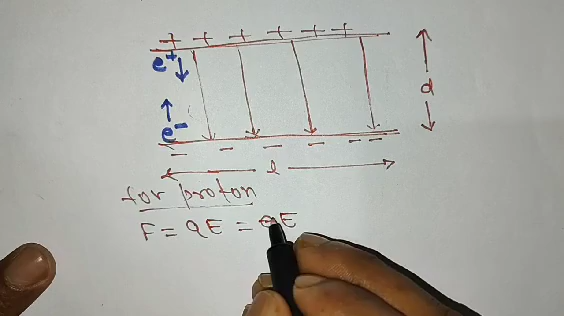 + + + + + +
e+
d
e-
- - - - - -
l
for proton
F = qE = eE